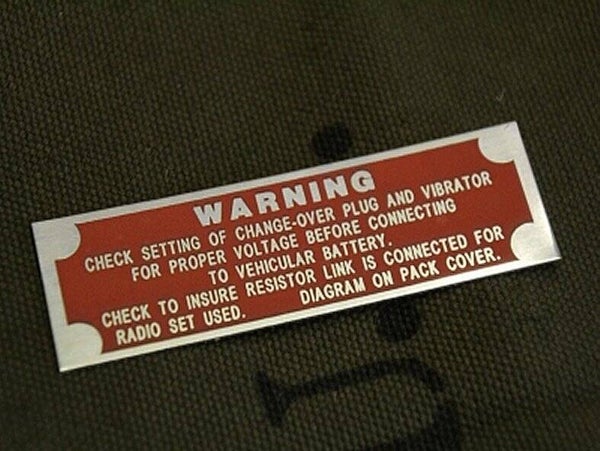 WARNING
CHECK SETTING OF CHANGE-OVER PLUG AND VIBRATOR
FOR PROPER VOLTAGE BEFORE CONNECTING
TO VEHICULAR BATTERY.
CHECK TO INSURE RESISTOR LINK IS CONNECTED FOR
RADIO SET USED. DIAGRAM ON PACK COVER.